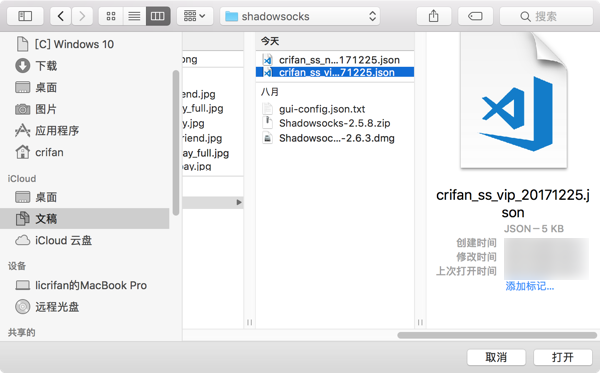 shadowsocks
搜索
[C] Windows 10
下载
桌面
图片
应用程序
crifan
iCloud
桌面
文稿
iCloud 云盘
设备
licrifan的MacBook Pro
远程光盘
共享的
ong
end.jpg
y_full.jpg
y.jpg
riend.jpg
ay_full.jpg
bay.jpg
今天
crifan_ss_n...171225.json
crifan_ss_vi...71225.json
八月
gui-config.json.txt
Shadowsocks-2.5.8.zip
Shadowsoc...-2.6.3.dmg
crifan_ss_vip_20171225.j
son
JSON – 5 KB
创建时间
修改时间
上次打开时间
添加标记...
取消
打开